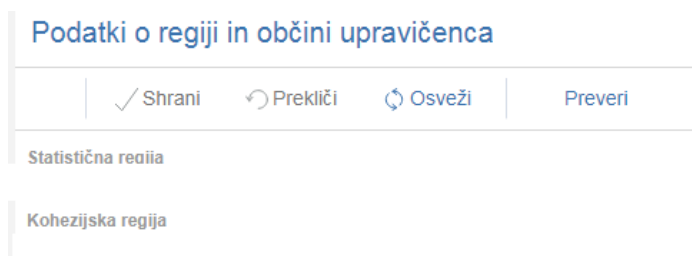 Podatki o regiji in občini upravičenca
Shrani Prekliči Osveži Preveri
Statistična regija
Kohezijska regija